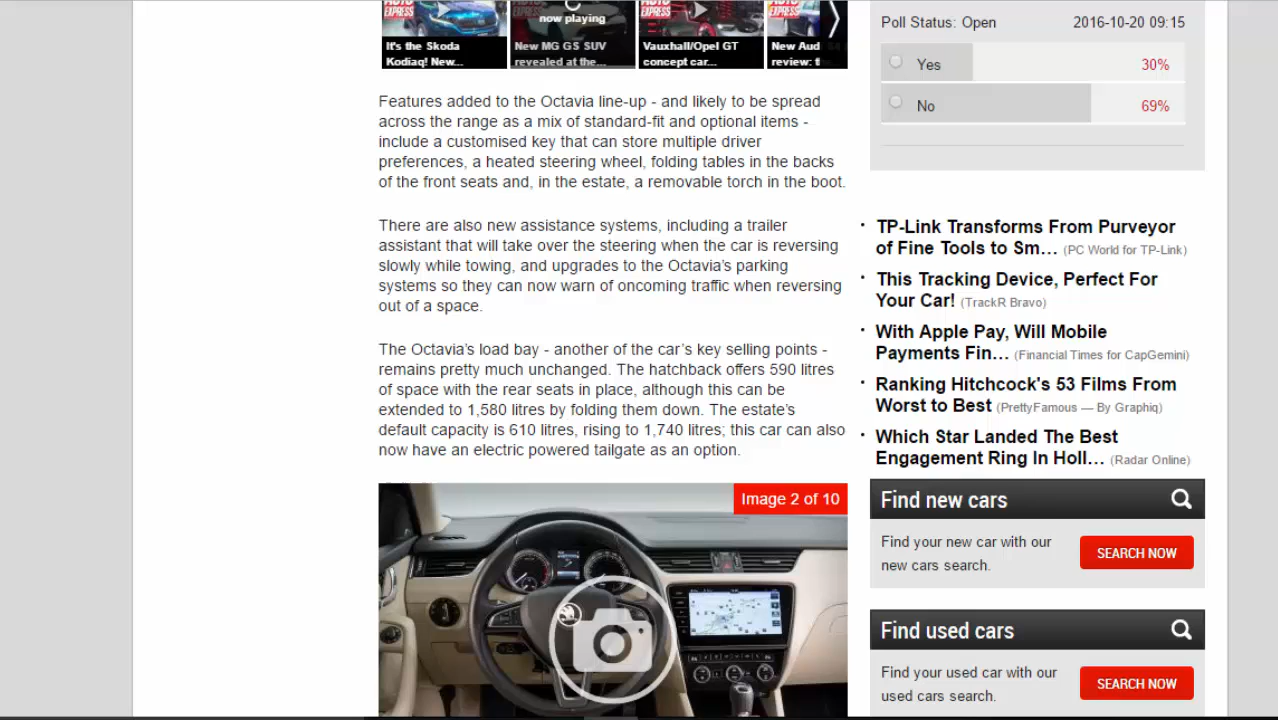 AUTO EXPRESS
now playing
It's the Skoda
Kodiaq! New...
New MG GS SUV
revealed at the...
Vauxhall/Opel GT
concept car...
New Aud
review:
Features added to the Octavia line-up - and likely to be spread
across the range as a mix of standard-fit and optional items -
include a customised key that can store multiple driver
preferences, a heated steering wheel, folding tables in the backs
of the front seats and, in the estate, a removable torch in the boot.
There are also new assistance systems, including a trailer
assistant that will take over the steering when the car is reversing
slowly while towing, and upgrades to the Octavia's parking
systems so they can now warn of oncoming traffic when reversing
out of a space.
The Octavia’s load bay - another of the car’s key selling points -
remains pretty much unchanged. The hatchback offers 590 litres
of space with the rear seats in place, although this can be
extended to 1,580 litres by folding them down. The estate’s
default capacity is 610 litres, rising to 1,740 litres; this car can also
now have an electric powered tailgate as an option.
Image 2 of 10
Poll Status: Open 2016-10-20 09:15
Yes 30%
No 69%
TP-Link Transforms From Purveyor
of Fine Tools to Sm… (PC World for TP-Link)
This Tracking Device, Perfect For
Your Car! (TrackR Bravo)
With Apple Pay, Will Mobile
Payments Fin… (Financial Times for CapGemini)
Ranking Hitchcock's 53 Films From
Worst to Best (PrettyFamous — By Graphiq)
Which Star Landed The Best
Engagement Ring In Holl… (Radar Online)
Find new cars
Find your new car with our
new cars search.
SEARCH NOW
Find used cars
Find your used car with our
used cars search.
SEARCH NOW